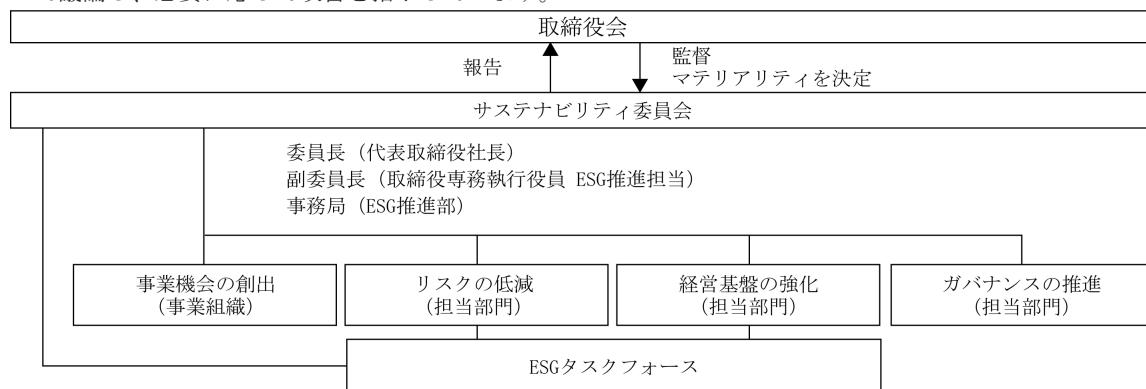 取締役会
報告
監督
マテリアリティを決定
サステナビリティ委員会
委員長（代表取締役社長）
副委員長（取締役専務執行役員 ESG推進担当）
事務局（ESG推進部）
事業機会の創出
（事業組織）
リスクの低減
（担当部門）
経営基盤の強化
（担当部門）
ガバナンスの推進
（担当部門）
ESGタスクフォース